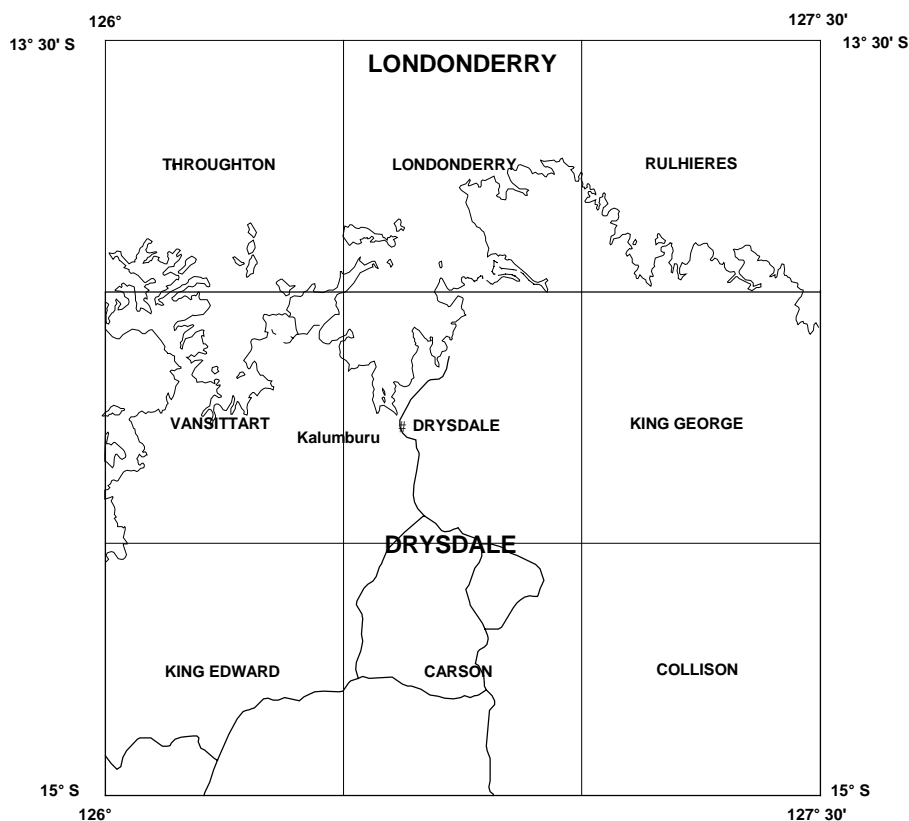 126°
127° 30'
13° 30' S
13° 30' S
LONDONDERRY
THROUGHTON
LONDONDERRY
RULHIERES
VANSITTART
Kalumburu
# DRYSDALE
KING GEORGE
DRYSDALE
KING EDWARD
CARSON
COLLISON
15° S
15° S
126°
127° 30'